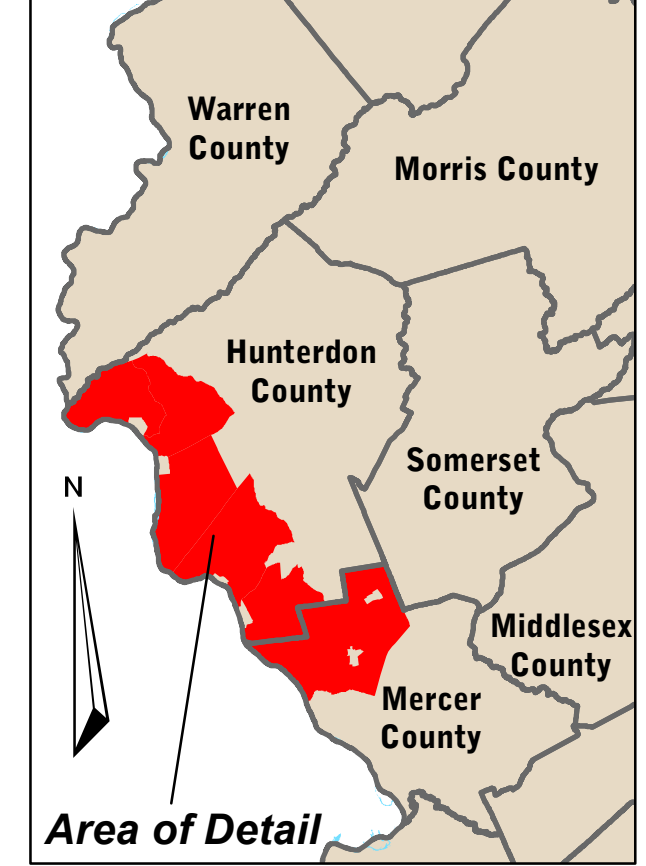 Warren
County
Morris County
Hunterdon
County
Somerset
County
N
Middlesex
County
Mercer
County
Area of Detail